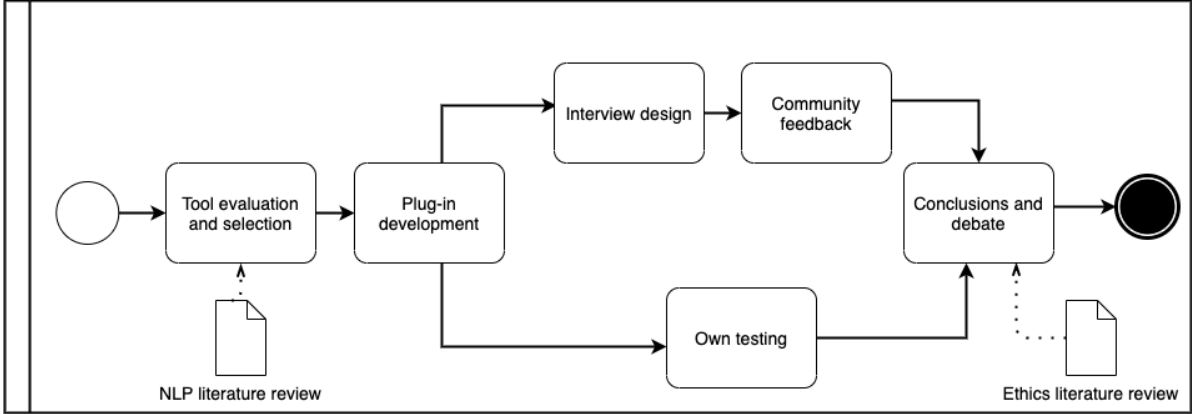 Interview design
Community
feedback
Tool evaluation
and selection
Plug-in
development
Conclusions and
debate
Own testing
NLP literature review
Ethics literature review